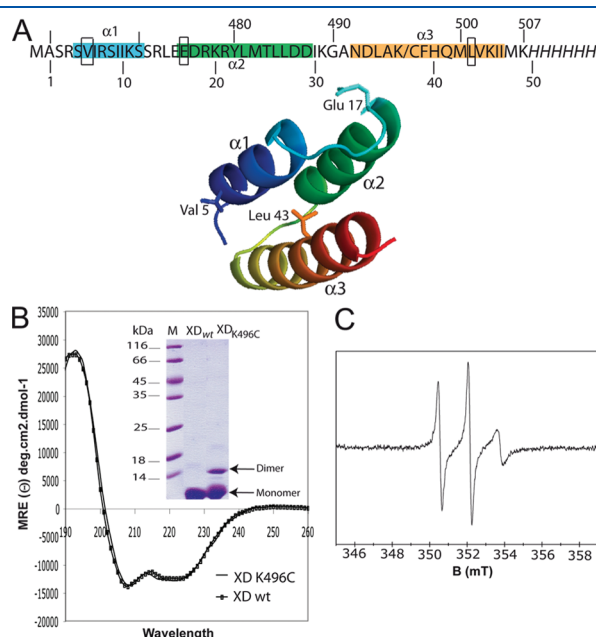 A
α1 480 490 α3 500 507
MASRSVIRSIIKSSRLEEDRKRYLMTLLDDIKGANDLAK/CFHQMLVKIIMKHHHHHH
1 10 20 α2 30 40 50
Glu 17
α1
α2
Val 5
Leu 43
α3
B
C
kDa M XDwt XDK496C
116
66
45
35
25
18
14
Dimer
Monomer
MRE (Θ) deg.cm2.dmol-1
35000
30000
25000
20000
15000
10000
5000
0
-5000
-10000
-15000
-20000
190 200 210 220 230 240 250 260
XD K496C
XD wt
Wavelength
346 348 350 352 354 356 358
B (mT)